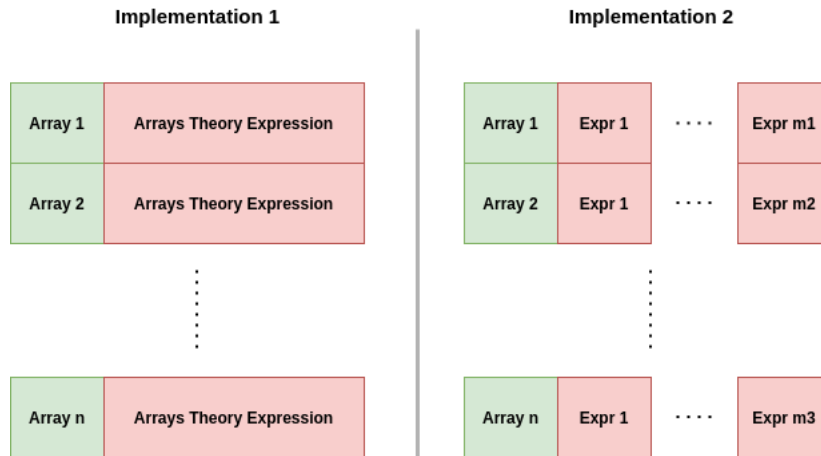 Implementation 1
Implementation 2
Array 1
Arrays Theory Expression
Array 1
Expr 1
....
Expr m1
Array 2
Arrays Theory Expression
Array 2
Expr 1
....
Expr m2
Array n
Arrays Theory Expression
Array n
Expr 1
....
Expr m3